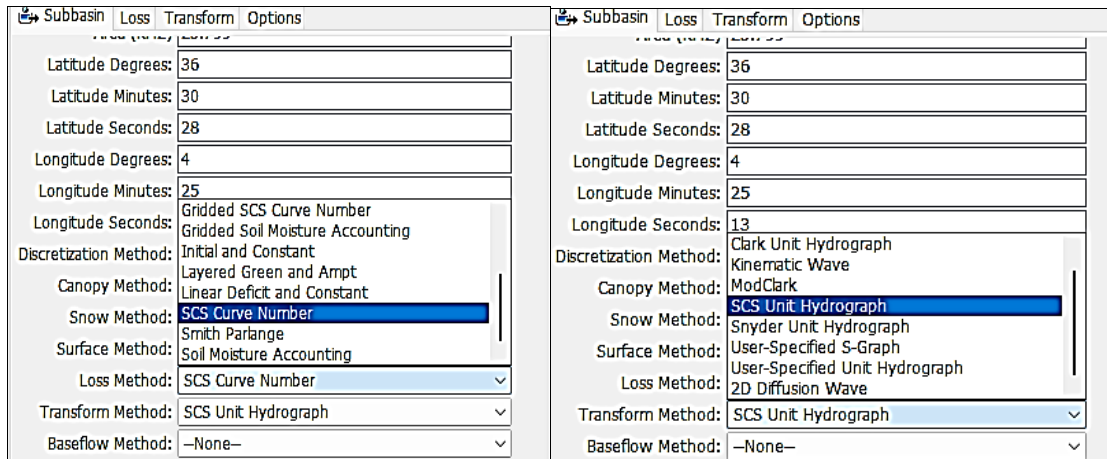 Subbasin Loss Transform Options
Latitude Degrees: 36
Latitude Minutes: 30
Latitude Seconds: 28
Longitude Degrees: 4
Longitude Minutes: 25
Longitude Seconds:
Gridded SCS Curve Number
Gridded Soil Moisture Accounting
Discretization Method: Initial and Constant
Layered Green and Ampt
Canopy Method:
Linear Deficit and Constant
Snow Method: SCS Curve Number
Smith Parlange
Surface Method: Soil Moisture Accounting
Loss Method: SCS Curve Number
Transform Method: SCS Unit Hydrograph
Baseflow Method: --None--
Subbasin Loss Transform Options
Latitude Degrees: 36
Latitude Minutes: 30
Latitude Seconds: 28
Longitude Degrees: 4
Longitude Minutes: 25
Longitude Seconds: 13
Clark Unit Hydrograph
Discretization Method:
Kinematic Wave
Canopy Method: ModClark
SCS Unit Hydrograph
Snow Method:
Snyder Unit Hydrograph
Surface Method: User-Specified S-Graph
User-Specified Unit Hydrograph
Loss Method: 2D Diffusion Wave
Transform Method: SCS Unit Hydrograph
Baseflow Method: --None--